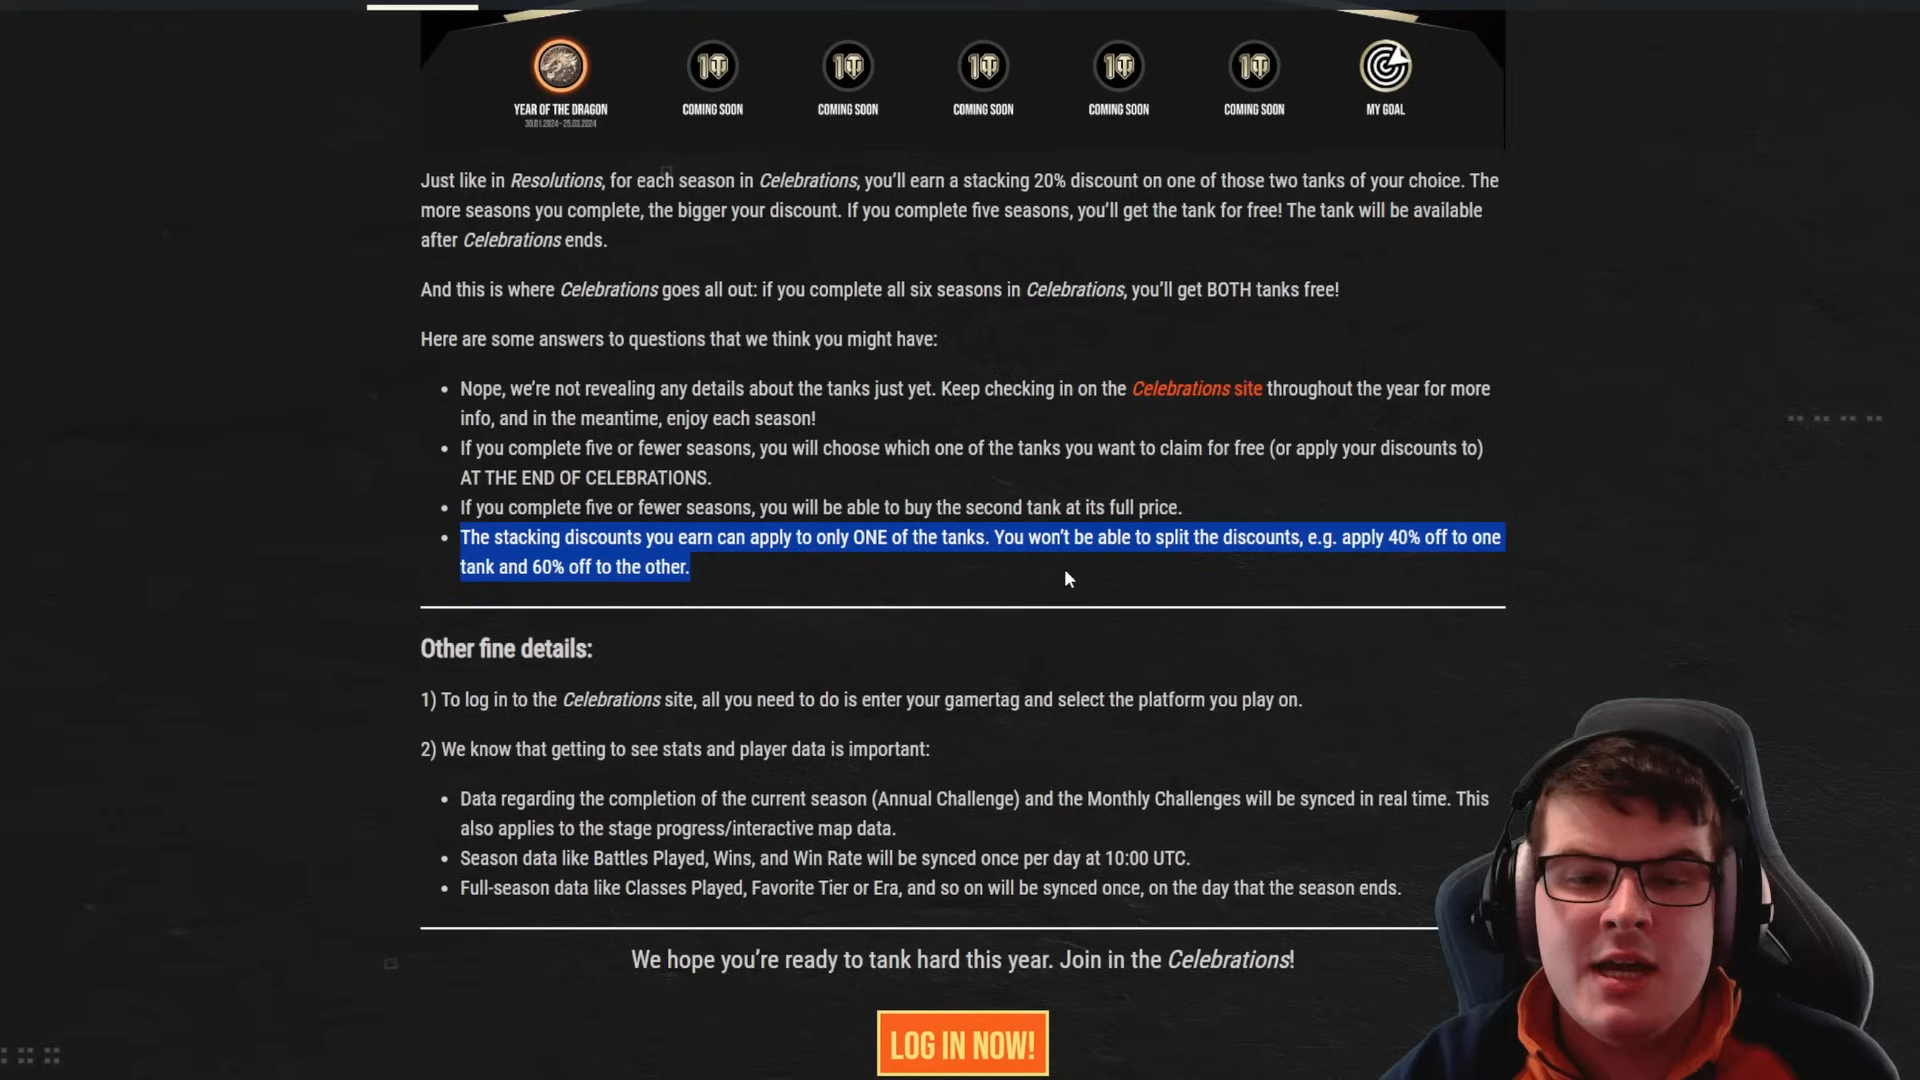 YEAR OF THE DRAGON
30.01.2024-25.03.2024
COMING SOON
COMING SOON
COMING SOON
COMING SOON
COMING SOON
MY GOAL
Just like in Resolutions, for each season in Celebrations, you’ll earn a stacking 20% discount on one of those two tanks of your choice. The
more seasons you complete, the bigger your discount. If you complete five seasons, you’ll get the tank for free! The tank will be available
after Celebrations ends.
And this is where Celebrations goes all out: if you complete all six seasons in Celebrations, you’ll get BOTH tanks free!
Here are some answers to questions that we think you might have:
• Nope, we’re not revealing any details about the tanks just yet. Keep checking in on the Celebrations site throughout the year for more
info, and in the meantime, enjoy each season!
• If you complete five or fewer seasons, you will choose which one of the tanks you want to claim for free (or apply your discounts to)
AT THE END OF CELEBRATIONS.
• If you complete five or fewer seasons, you will be able to buy the second tank at its full price.
• The stacking discounts you earn can apply to only ONE of the tanks. You won’t be able to split the discounts, e.g. apply 40% off to one
tank and 60% off to the other.
Other fine details:
1) To log in to the Celebrations site, all you need to do is enter your gamertag and select the platform you play on.
2) We know that getting to see stats and player data is important:
• Data regarding the completion of the current season (Annual Challenge) and the Monthly Challenges will be synced in real time. This
also applies to the stage progress/interactive map data.
• Season data like Battles Played, Wins, and Win Rate will be synced once per day at 10:00 UTC.
• Full-season data like Classes Played, Favorite Tier or Era, and so on will be synced once, on the day that the season ends.
We hope you’re ready to tank hard this year. Join in the Celebrations!
LOG IN NOW!